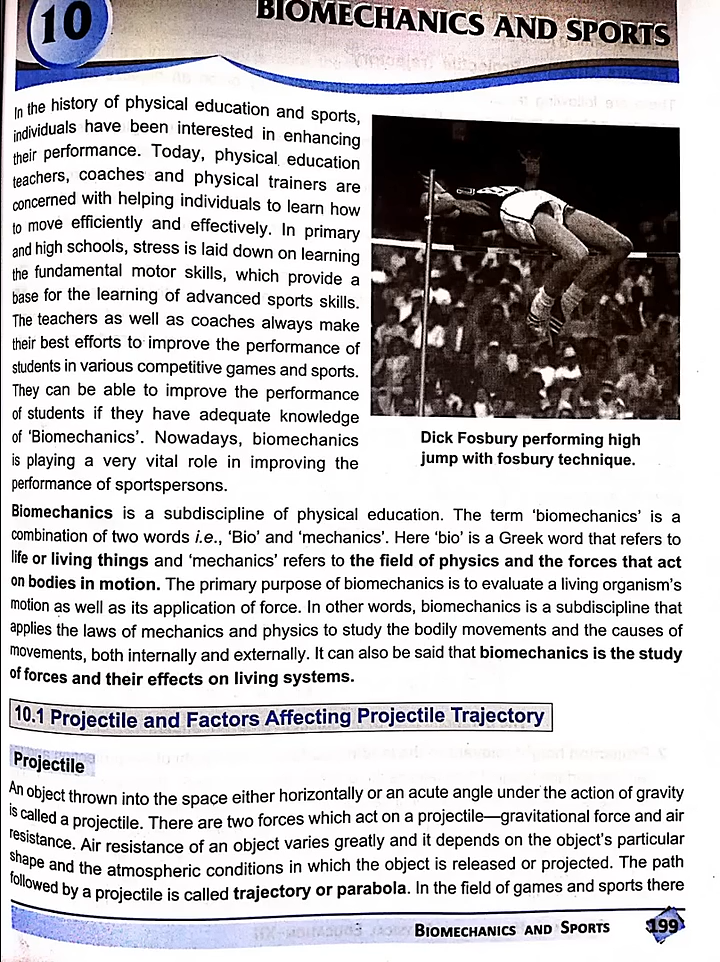 10
BIOMECHANICS AND SPORTS
In the history of physical education and sports,
individuals have been interested in enhancing
their performance. Today, physical education
teachers, coaches and physical trainers are
concerned with helping individuals to learn how
to move efficiently and effectively. In primary
and high schools, stress is laid down on learning
the fundamental motor skills, which provide a
base for the learning of advanced sports skills.
The teachers as well as coaches always make
their best efforts to improve the performance of
students in various competitive games and sports.
They can be able to improve the performance
of students if they have adequate knowledge
of ‘Biomechanics’. Nowadays, biomechanics
is playing a very vital role in improving the
performance of sportspersons.
Dick Fosbury performing high
jump with fosbury technique.
Biomechanics is a subdiscipline of physical education. The term ‘biomechanics’ is a
combination of two words i.e., ‘Bio’ and ‘mechanics’. Here ‘bio’ is a Greek word that refers to
life or living things and ‘mechanics’ refers to the field of physics and the forces that act
on bodies in motion. The primary purpose of biomechanics is to evaluate a living organism’s
motion as well as its application of force. In other words, biomechanics is a subdiscipline that
applies the laws of mechanics and physics to study the bodily movements and the causes of
movements, both internally and externally. It can also be said that biomechanics is the study
of forces and their effects on living systems.
10.1 Projectile and Factors Affecting Projectile Trajectory
Projectile
An object thrown into the space either horizontally or an acute angle under the action of gravity
is called a projectile. There are two forces which act on a projectile—gravitational force and air
resistance. Air resistance of an object varies greatly and it depends on the object’s particular
shape and the atmospheric conditions in which the object is released or projected. The path
followed by a projectile is called trajectory or parabola. In the field of games and sports there
BIOMECHANICS AND SPORTS 199